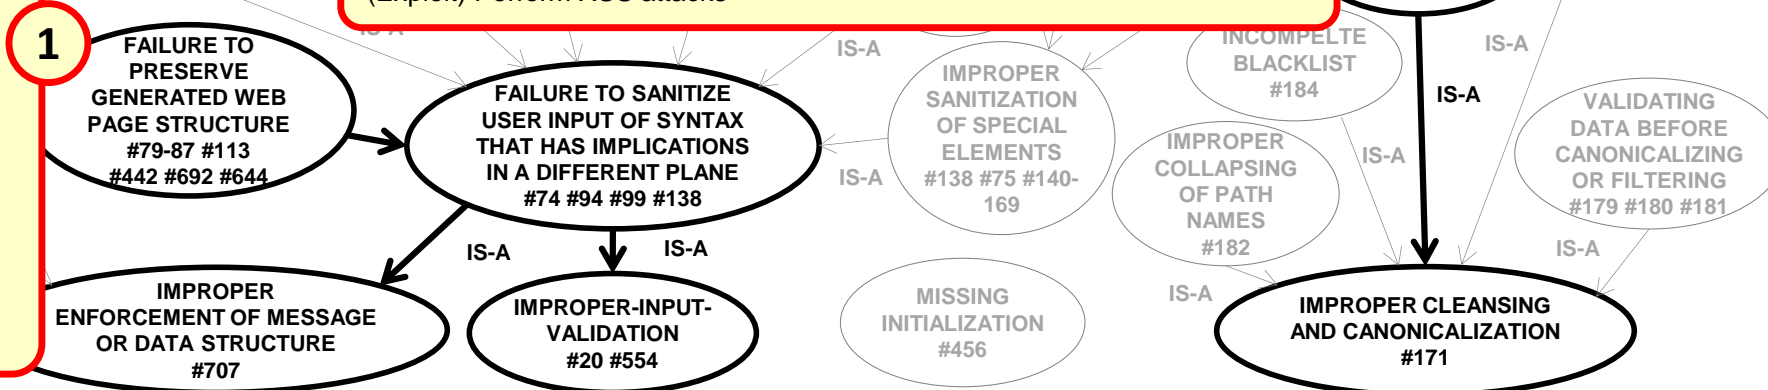 (Exploit) Perform XSS attacks
1
FAILURE TO
PRESERVE
GENERATED WEB
PAGE STRUCTURE
#79-87 #113
#442 #692 #644
IS-A
FAILURE TO SANITIZE
USER INPUT OF SYNTAX
THAT HAS IMPLICATIONS
IN A DIFFERENT PLANE
#74 #94 #99 #138
IS-A
IS-A
IMPROPER
SANITIZATION
OF SPECIAL
ELEMENTS
#138 #75 #140-
169
INCOMPELTE
BLACKLIST
#184
IMPROPER
COLLAPSING
OF PATH
NAMES
#182
IS-A
IS-A
IS-A
VALIDATING
DATA BEFORE
CANONICALIZING
OR FILTERING
#179 #180 #181
IS-A
IS-A
IS-A
IS-A
IMPROPER
ENFORCEMENT OF MESSAGE
OR DATA STRUCTURE
#707
IMPROPER-INPUT-
VALIDATION
#20 #554
MISSING
INITIALIZATION
#456
IMPROPER CLEANSING
AND CANONICALIZATION
#171